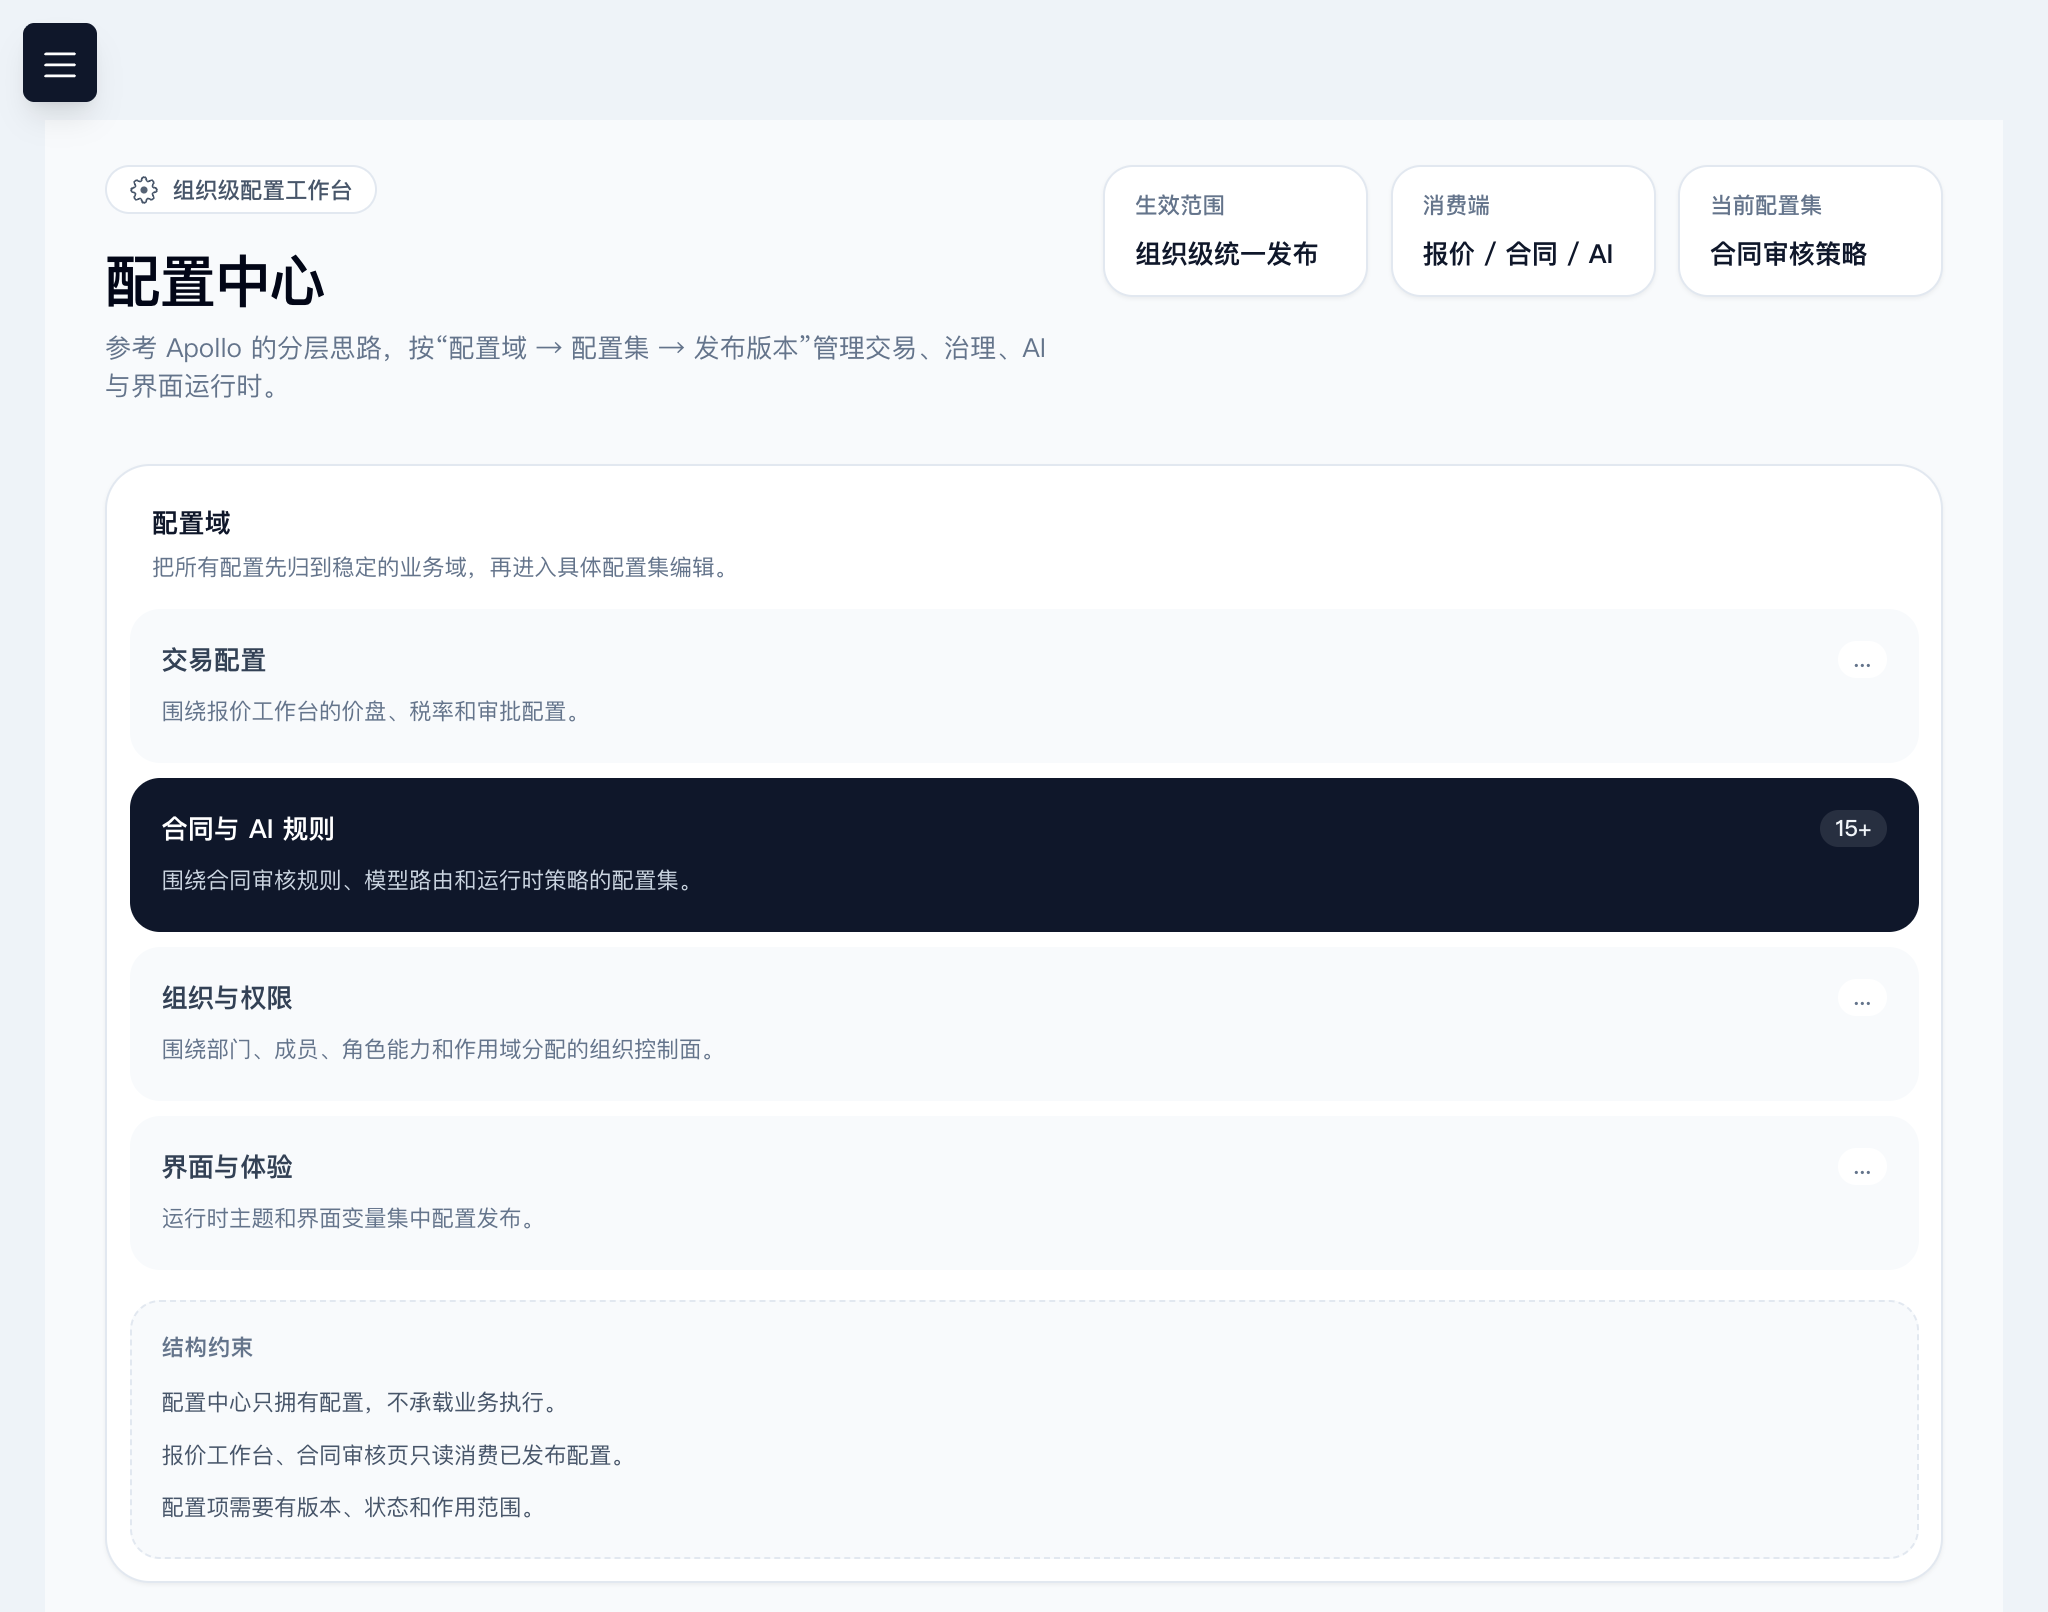 组织级配置工作台
配置中心
参考 Apollo 的分层思路，按“配置域 → 配置集 → 发布版本”管理交易、治理、AI
与界面运行时。
生效范围
组织级统一发布
消费端
报价 / 合同 / AI
当前配置集
合同审核策略
配置域
把所有配置先归到稳定的业务域，再进入具体配置集编辑。
交易配置
...
围绕报价工作台的价盘、税率和审批配置。
合同与 AI 规则
15+
围绕合同审核规则、模型路由和运行时策略的配置集。
组织与权限
...
围绕部门、成员、角色能力和作用域分配的组织控制面。
界面与体验
...
运行时主题和界面变量集中配置发布。
结构约束
配置中心只拥有配置，不承载业务执行。
报价工作台、合同审核页只读消费已发布配置。
配置项需要有版本、状态和作用范围。